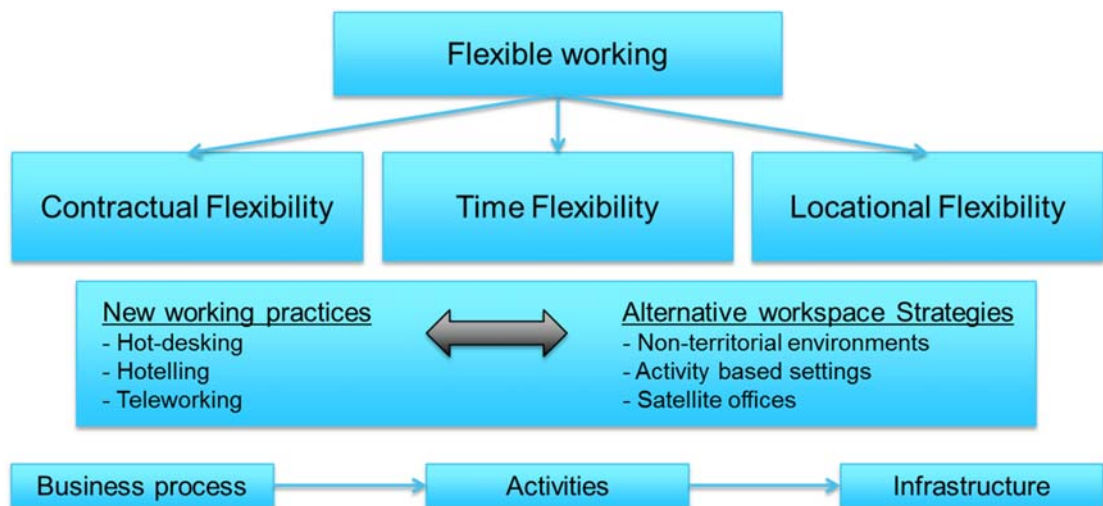 Flexible working
Contractual Flexibility
Time Flexibility
Locational Flexibility
New working practices
- Hot-desking
- Hotelling
- Teleworking
Alternative workspace Strategies
- Non-territorial environments
- Activity based settings
- Satellite offices
Business process
Activities
Infrastructure